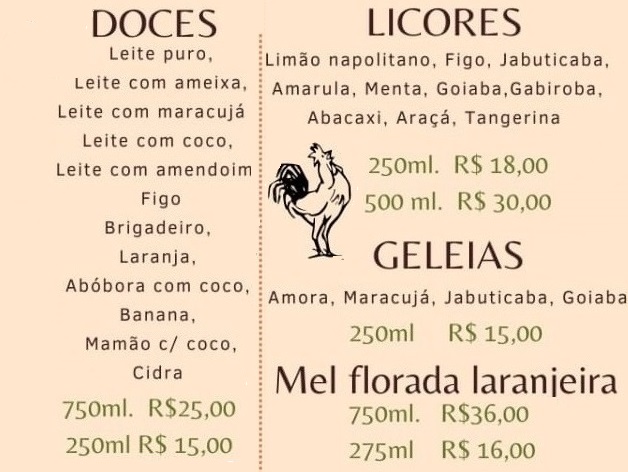 DOCES
Leite puro,
Leite com ameixa,
Leite com maracujá
Leite com coco,
Leite com amendoim
Figo
Brigadeiro,
Laranja,
Abóbora com coco,
Banana,
Mamão c/ coco,
Cidra
750ml. R$25,00
250ml R$ 15,00
LICORES
Limão napolitano, Figo, Jabuticaba,
Amarula, Menta, Goiaba,Gabiroba,
Abacaxi, Araçá, Tangerina
250ml. R$ 18,00
500 ml. R$ 30,00
GELEIAS
Amora, Maracujá, Jabuticaba, Goiaba
250ml R$ 15,00
Mel florada laranjeira
750ml. R$36,00
275ml R$ 16,00